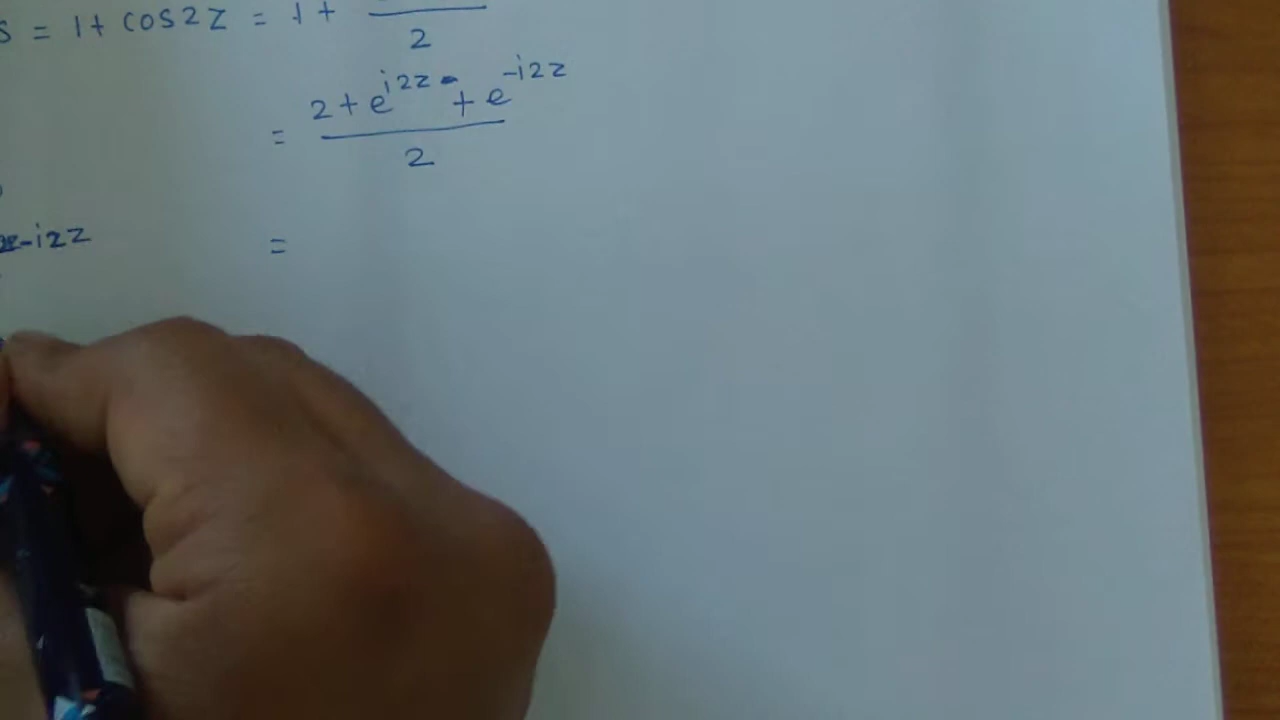 S = 1 + cos2z = 1 + — / 2
= (2 + e^{i2z} + e^{-i2z}) / 2
-i2z =